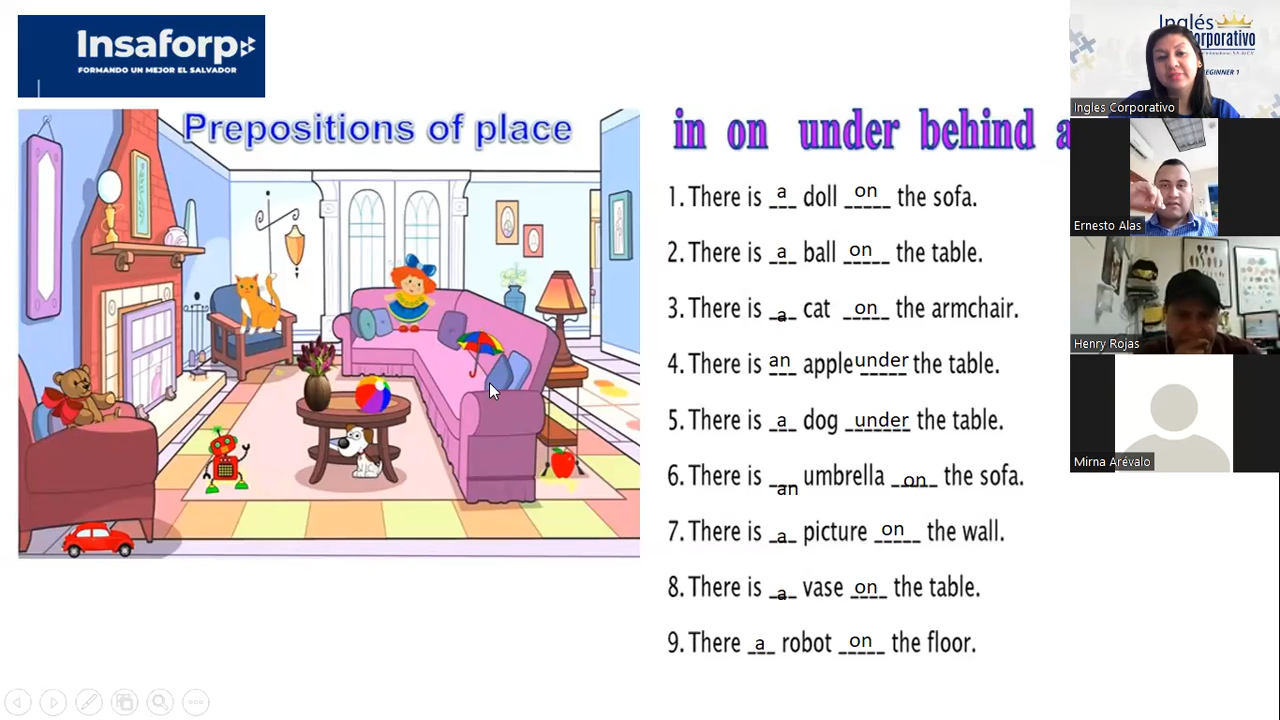 Insaforp
FORMANDO UN MEJOR EL SALVADOR
Prepositions of place
in on under behind a
1. There is a doll on the sofa.
2. There is a ball on the table.
3. There is a cat on the armchair.
4. There is an apple under the table.
5. There is a dog under the table.
6. There is an umbrella on the sofa.
7. There is a picture on the wall.
8. There is a vase on the table.
9. There a robot on the floor.
Inglés
Corporativo
BEGINNER 1
Ingles Corporativo
Ernesto Alas
Henry Rojas
Mirna Arévalo